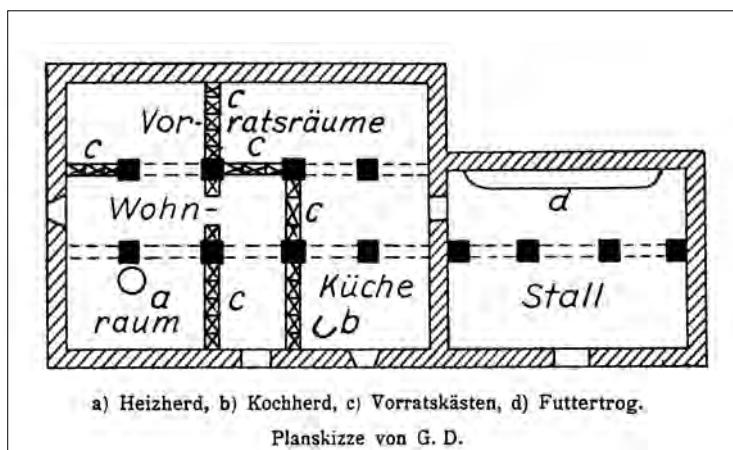 c
Vor-ratsräume
c c
Wohn-
c
d
a
raum
c
Küche
b
Stall
a) Heizherd, b) Kochherd, c) Vorratskästen, d) Futtertrog.
Planskizze von G. D.